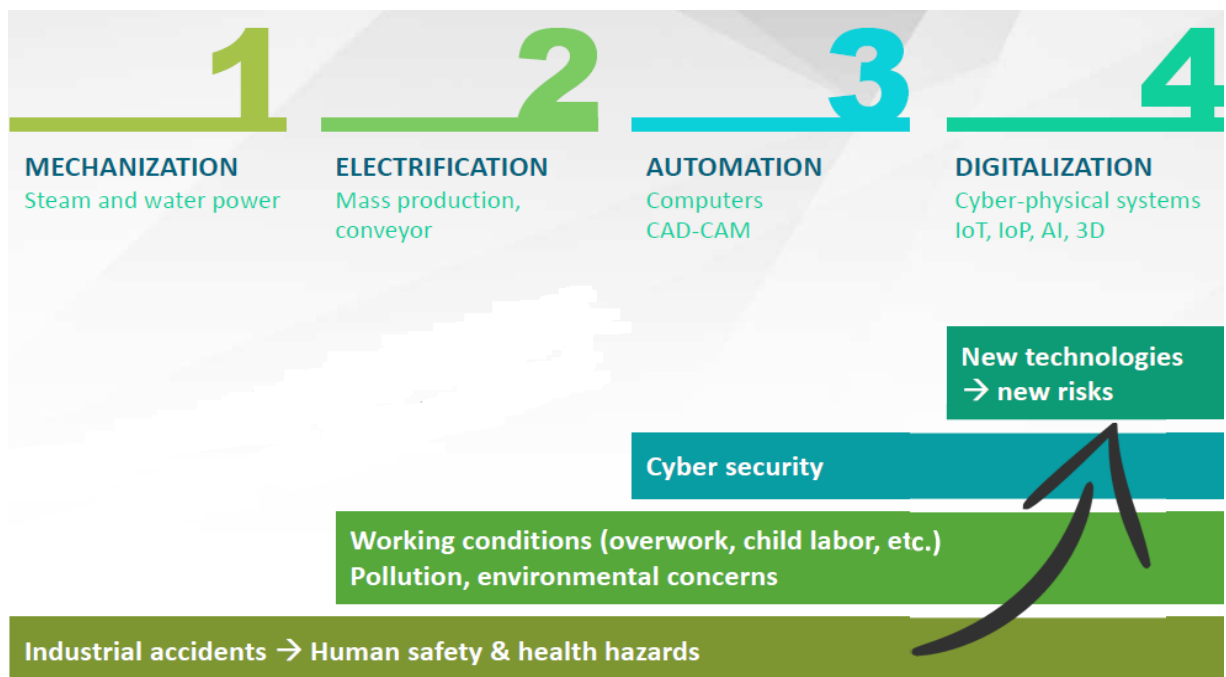 1
MECHANIZATION
Steam and water power
2
ELECTRIFICATION
Mass production,
conveyor
3
AUTOMATION
Computers
CAD-CAM
4
DIGITALIZATION
Cyber-physical systems
IoT, IoP, AI, 3D
New technologies
→ new risks
Cyber security
Working conditions (overwork, child labor, etc.)
Pollution, environmental concerns
Industrial accidents → Human safety & health hazards